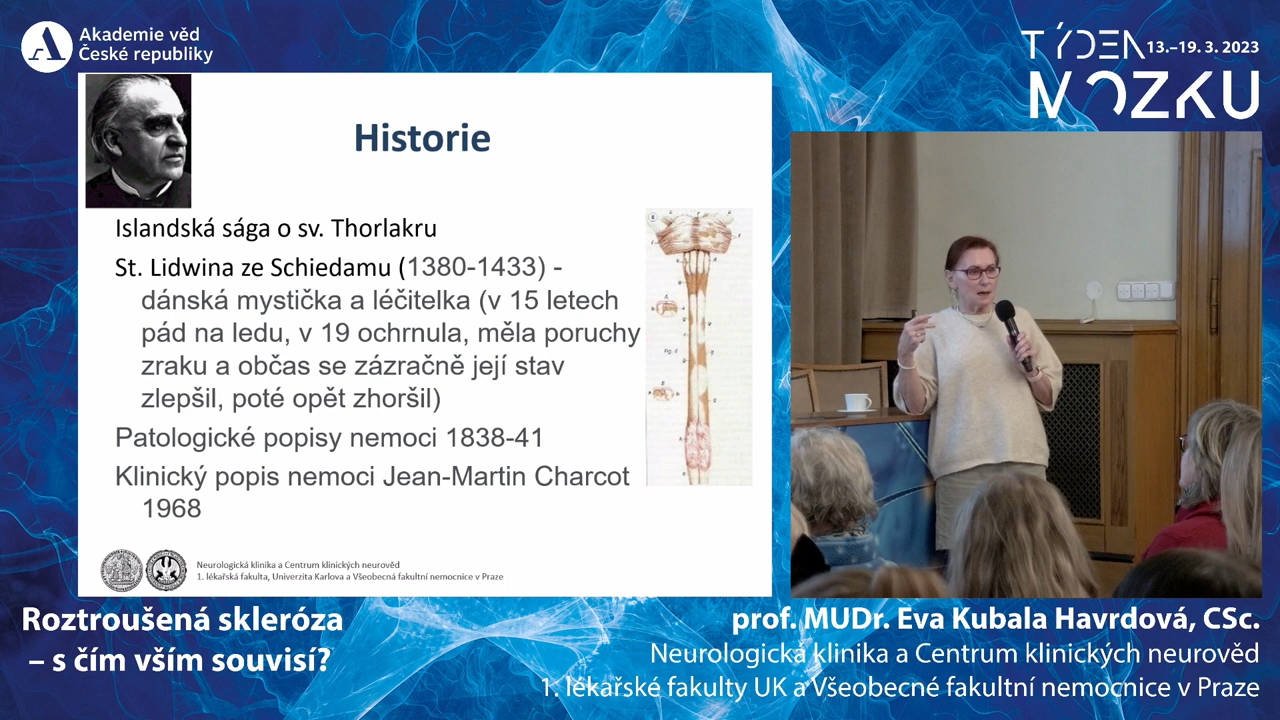 Akademie věd
České republiky
TÝDEN 13.–19. 3. 2023
MOZKU
Historie
Islandská sága o sv. Thorlakru
St. Lidwina ze Schiedamu (1380-1433) -
dánská mystička a léčitelka (v 15 letech
pád na ledu, v 19 ochrnula, měla poruchy
zraku a občas se zázračně její stav
zlepšil, poté opět zhoršil)
Patologické popisy nemoci 1838-41
Klinický popis nemoci Jean-Martin Charcot
1968
Neurologická klinika a Centrum klinických neurověd
1. lékařská fakulta, Univerzita Karlova a Všeobecná fakultní nemocnice v Praze
Roztroušená skleróza
– s čím vším souvisí?
prof. MUDr. Eva Kubala Havrdová, CSc.
Neurologická klinika a Centrum klinických neurověd
1. lékařské fakulty UK a Všeobecné fakultní nemocnice v Praze